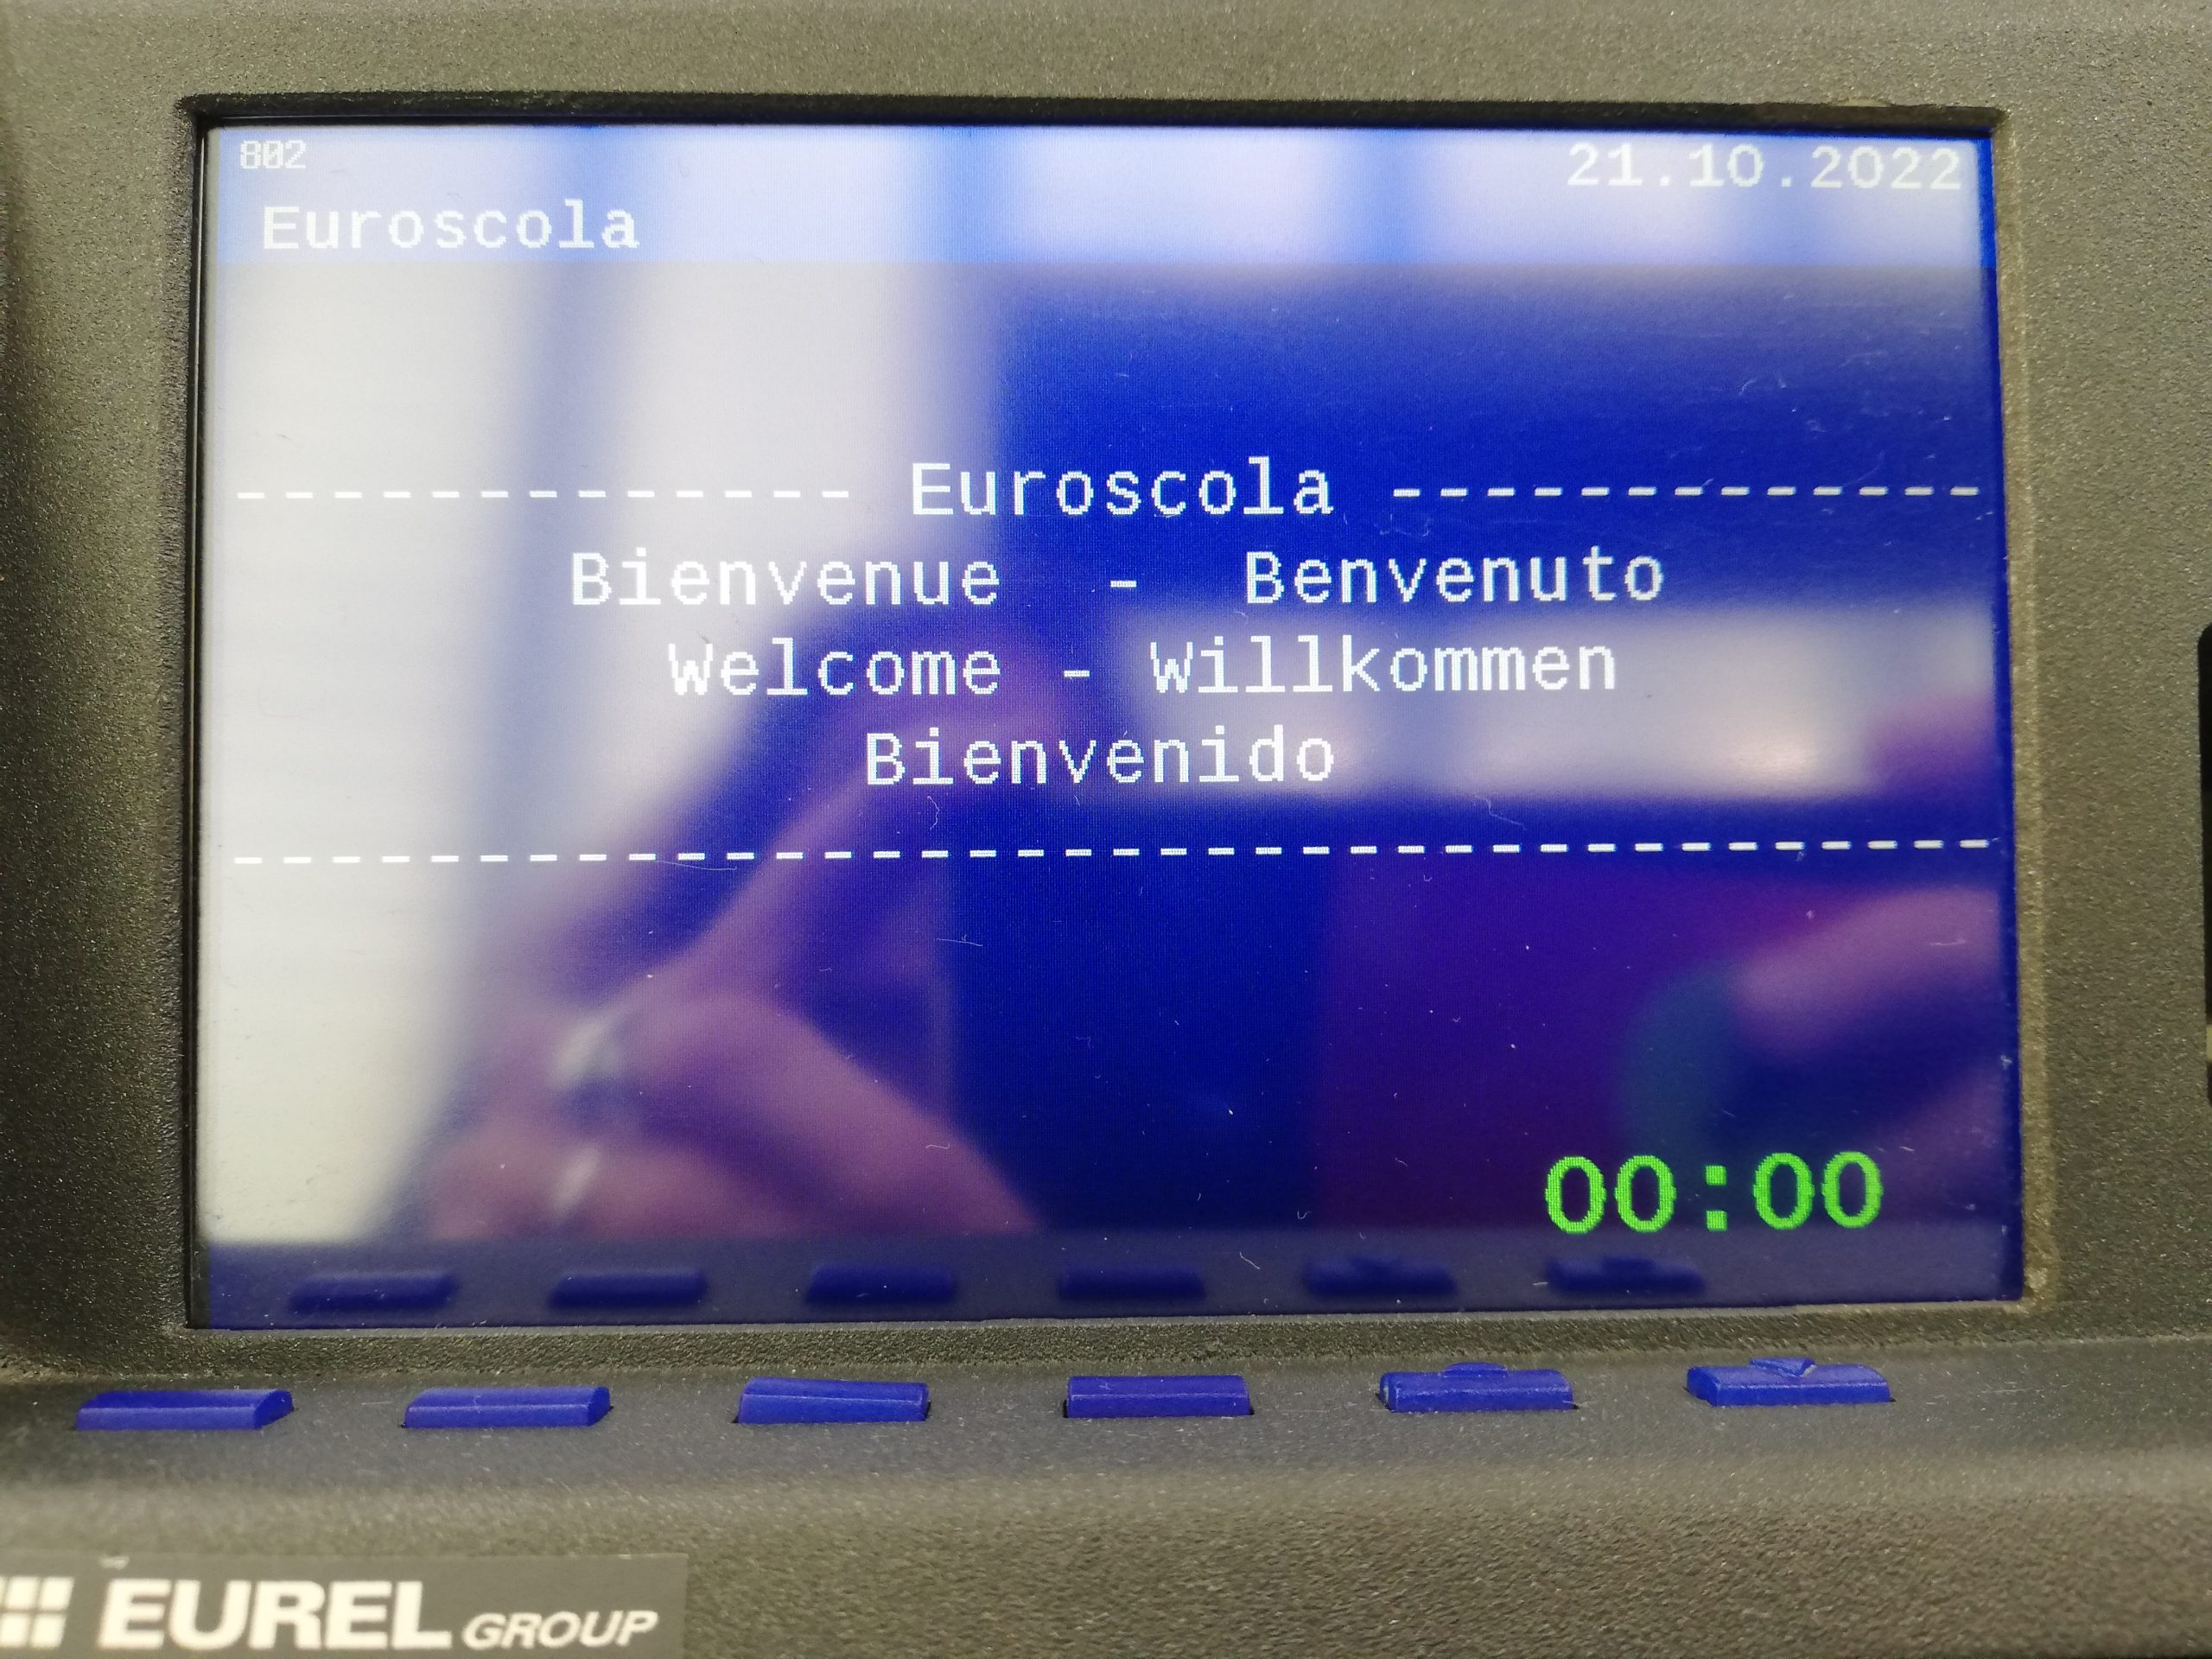 802
21.10.2022
Euroscola
------------- Euroscola -------------
Bienvenue - Benvenuto
Welcome - Willkommen
Bienvenido
-------------------------------------
00:00
EUREL GROUP